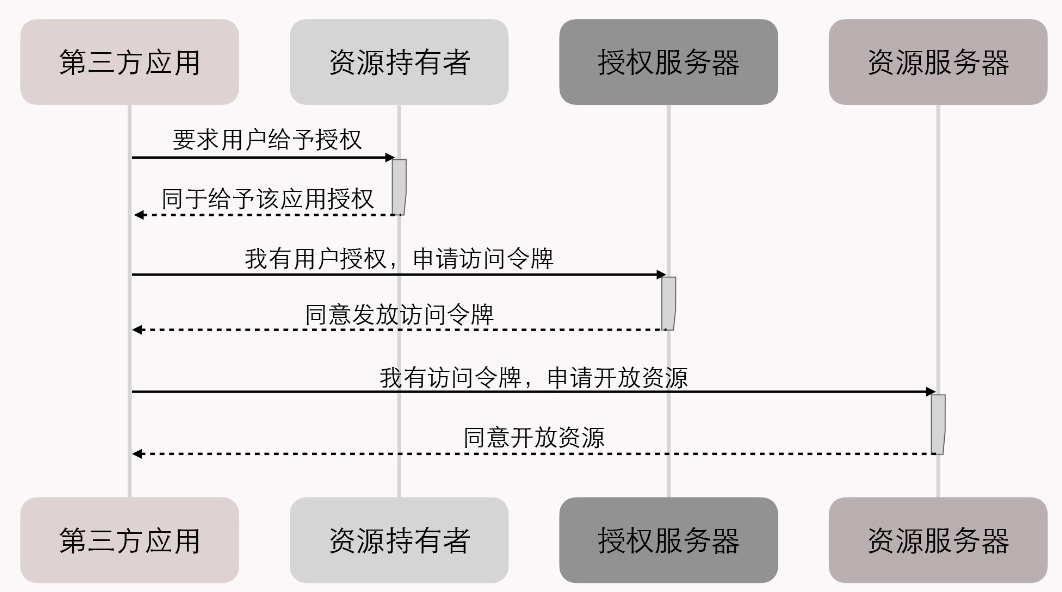 第三方应用
资源持有者
授权服务器
资源服务器
要求用户给予授权
同于给予该应用授权
我有用户授权，申请访问令牌
同意发放访问令牌
我有访问令牌，申请开放资源
同意开放资源
第三方应用
资源持有者
授权服务器
资源服务器